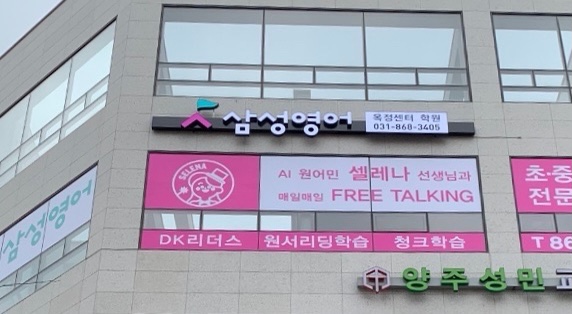 삼성영어
옥정센터 학원
031-868-3405
SELENA
AI 원어민 셀레나 선생님과
매일매일 FREE TALKING
DK리더스
원서리딩학습
청크학습
초중
전문
T 86
삼성영어
양주성민교